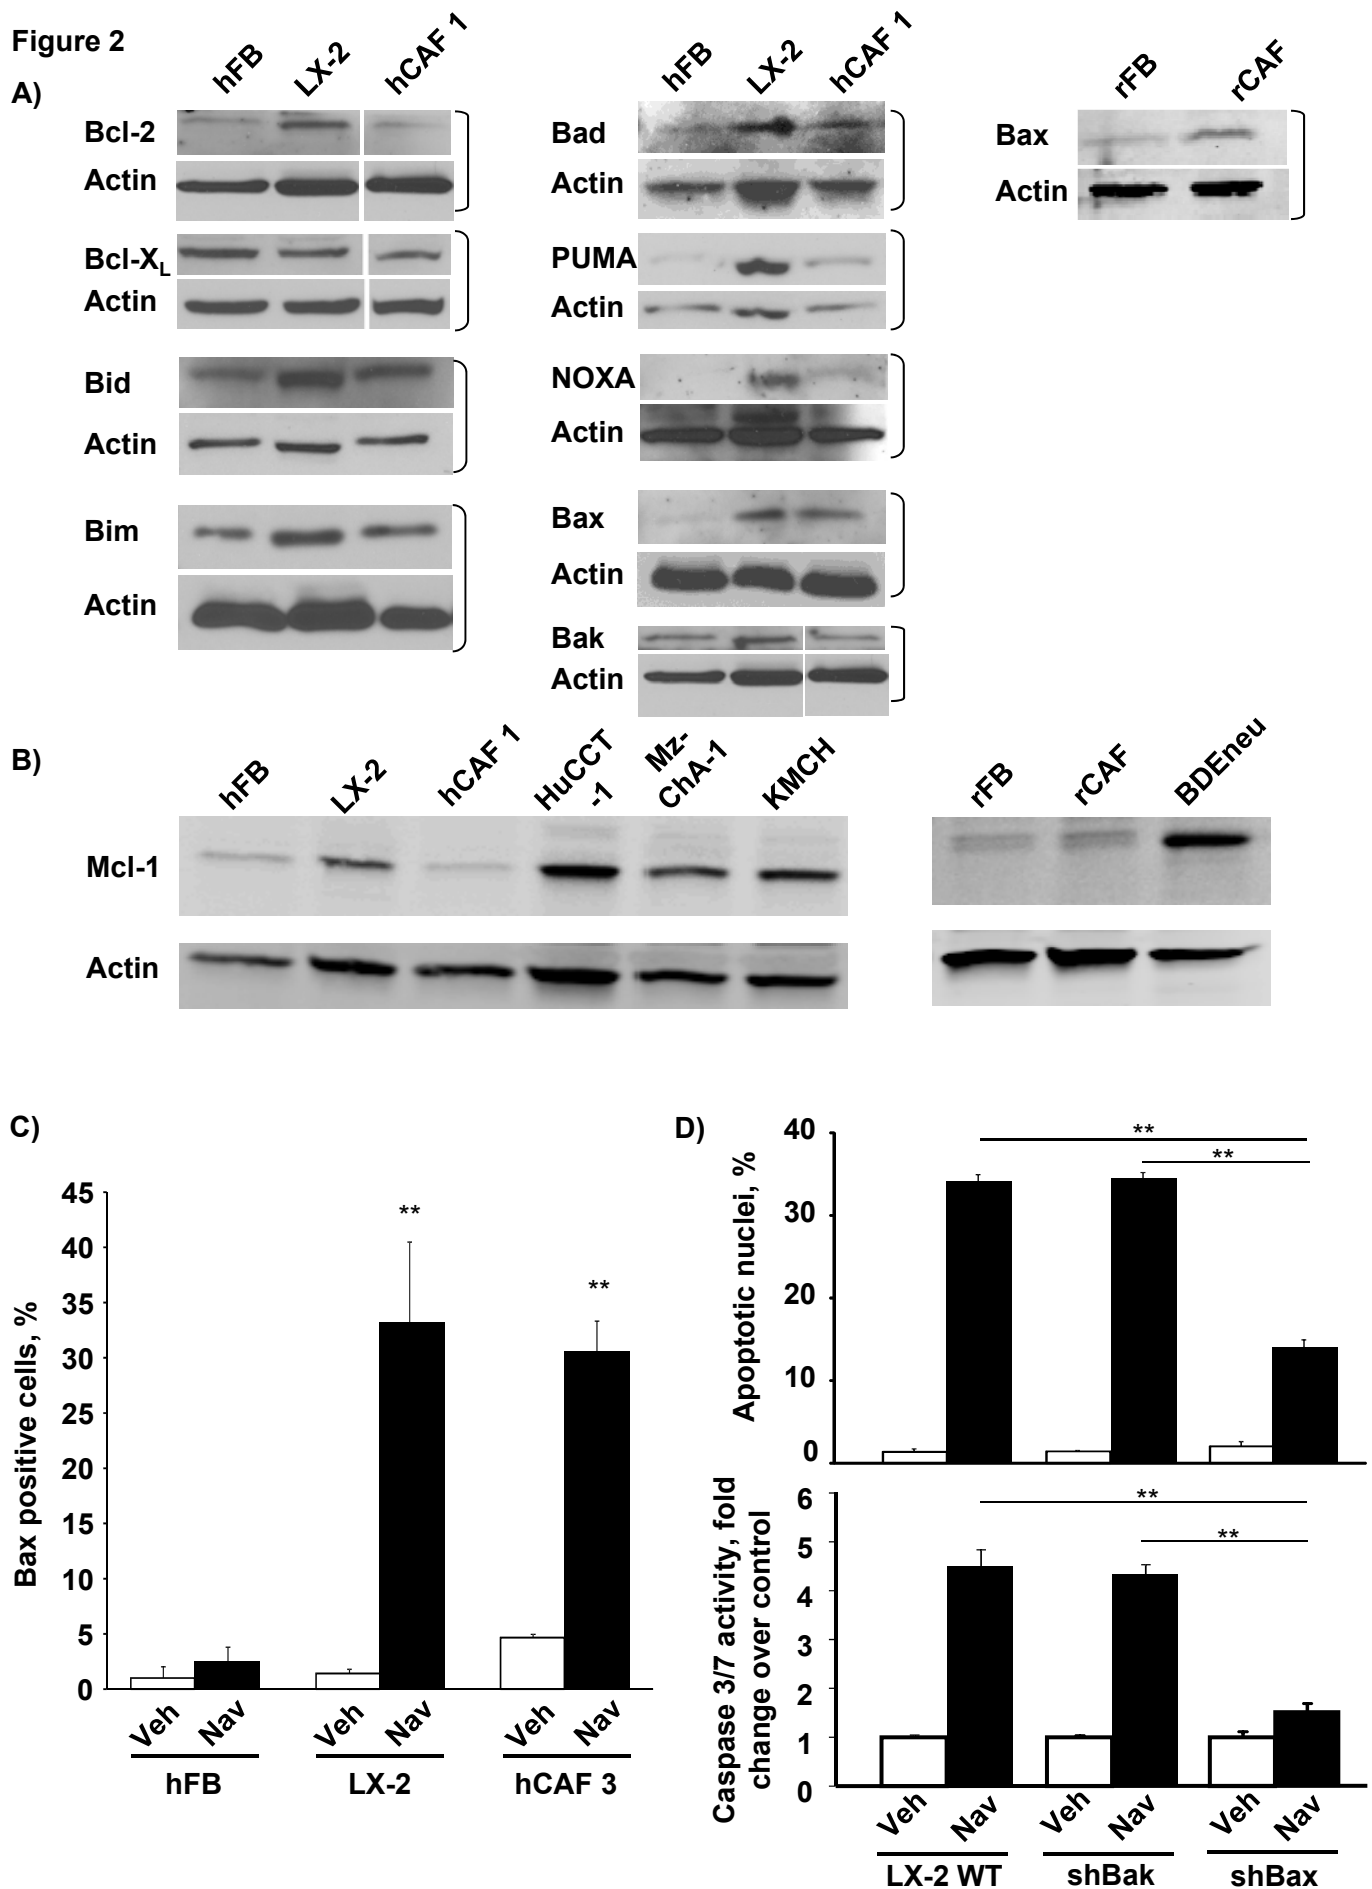 Figure 2
A)
hFB LX-2 hCAF 1
Bcl-2
Actin
Bcl-XL
Actin
Bid
Actin
Bim
Actin
hFB LX-2 hCAF 1
Bad
Actin
PUMA
Actin
NOXA
Actin
Bax
Actin
Bak
Actin
rFB rCAF
Bax
Actin
B)
hFB LX-2 hCAF 1 HuCCT-1 Mz-ChA-1 KMCH
rFB rCAF BDEneu
Mcl-1
Actin
C)
Bax positive cells, %
45
40
35
30
25
20
15
10
5
0
**
**
Veh Nav Veh Nav Veh Nav
hFB LX-2 hCAF 3
D)
Apoptotic nuclei, %
40
30
20
10
0
**
**
Caspase 3/7 activity, fold
change over control
6
5
4
3
2
1
0
**
**
Veh Nav Veh Nav Veh Nav
LX-2 WT shBak shBax